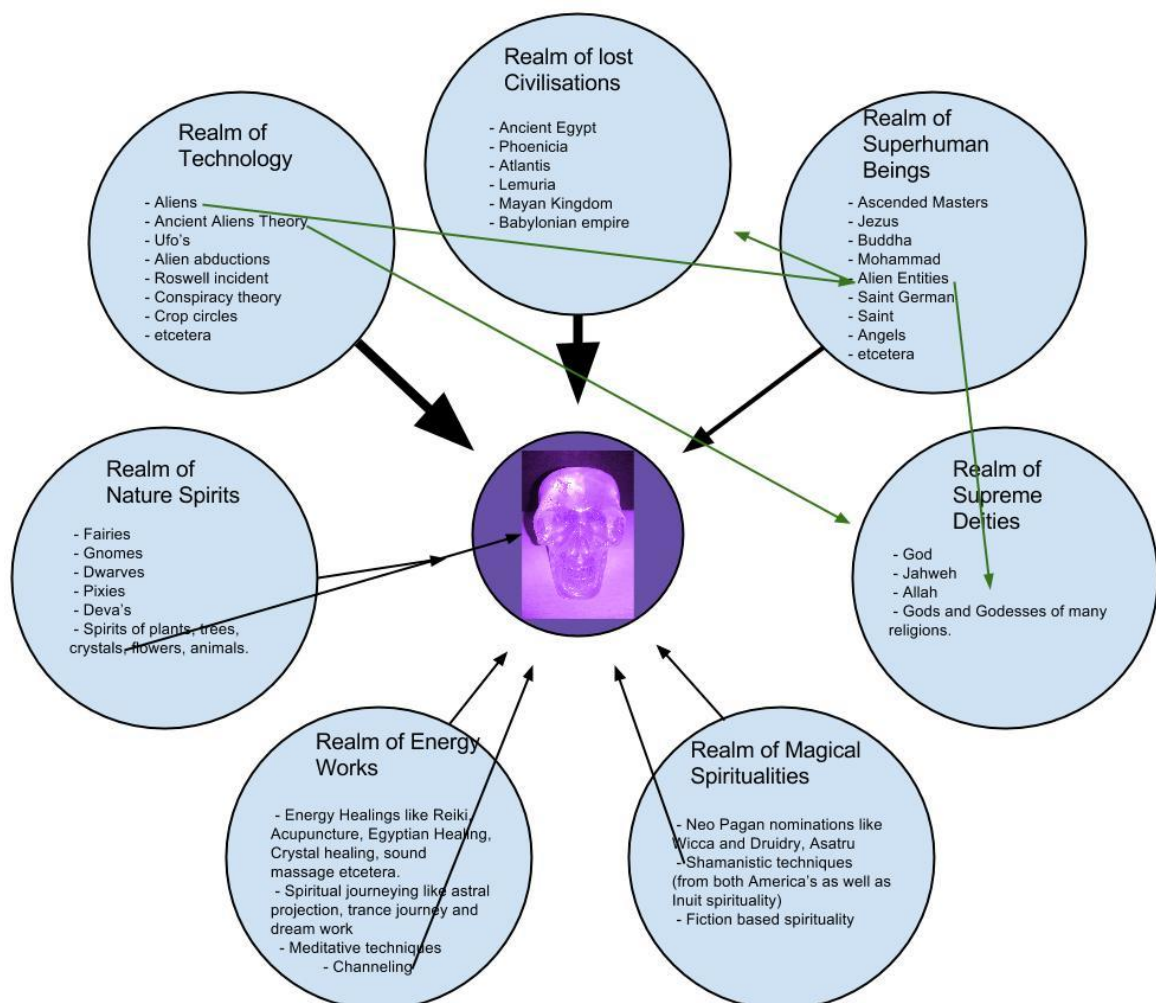 Realm of lost
Civilisations
- Ancient Egypt
- Phoenicia
- Atlantis
- Lemuria
- Mayan Kingdom
- Babylonian empire
Realm of
Technology
- Aliens
- Ancient Aliens Theory
- Ufo's
- Alien abductions
- Roswell incident
- Conspiracy theory
- Crop circles
- etcetera
Realm of
Superhuman
Beings
- Ascended Masters
- Jezus
- Buddha
- Mohammad
- Alien Entities
- Saint German
- Saint
- Angels
- etcetera
Realm of
Nature Spirits
- Fairies
- Gnomes
- Dwarves
- Pixies
- Deva's
- Spirits of plants, trees,
crystals, flowers, animals.
Realm of
Supreme
Deities
- God
- Jahweh
- Allah
- Gods and Godesses of many
religions.
Realm of Energy
Works
- Energy Healings like Reiki,
Acupuncture, Egyptian Healing,
Crystal healing, sound
massage etcetera.
- Spiritual journeying like astral
projection, trance journey and
dream work
- Meditative techniques
- Channeling
Realm of Magical
Spiritualities
- Neo Pagan nominations like
Wicca and Druidry, Asatru
- Shamanistic techniques
(from both America's as well as
Inuit spirituality)
- Fiction based spirituality